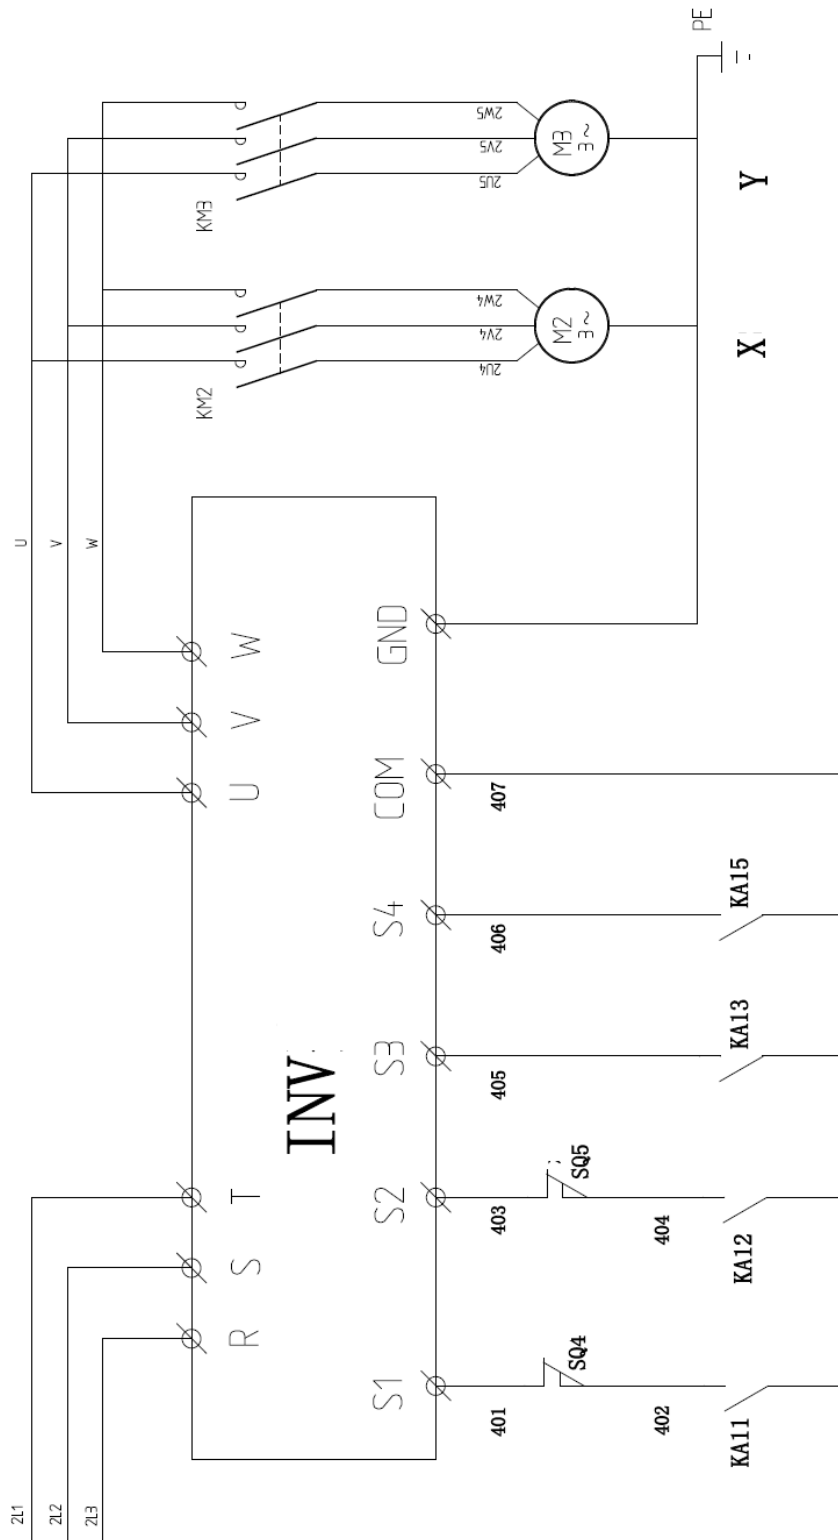 2L1
2L2
2L3
U
V
W
KM2
KM3
2W5
2V5
2U5
2W4
2V4
2U4
M3
3~
M2
3~
PE
X
Y
R
S
T
U
V
W
INV
S1
S2
S3
S4
COM
GND
401
403
405
406
407
SQ4
SQ5
402
404
KA11
KA12
KA13
KA15